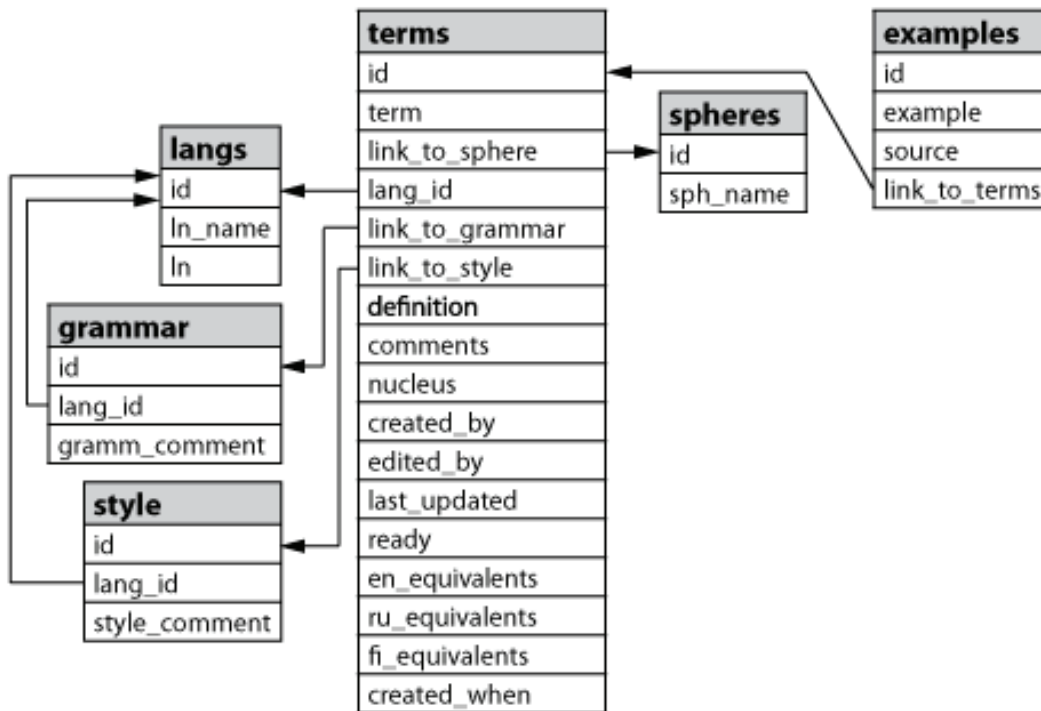 terms
id
term
link_to_sphere
lang_id
link_to_grammar
link_to_style
definition
comments
nucleus
created_by
edited_by
last_updated
ready
en_equivalents
ru_equivalents
fi_equivalents
created_when
examples
id
example
source
link_to_terms
spheres
id
sph_name
langs
id
ln_name
ln
grammar
id
lang_id
gramm_comment
style
id
lang_id
style_comment